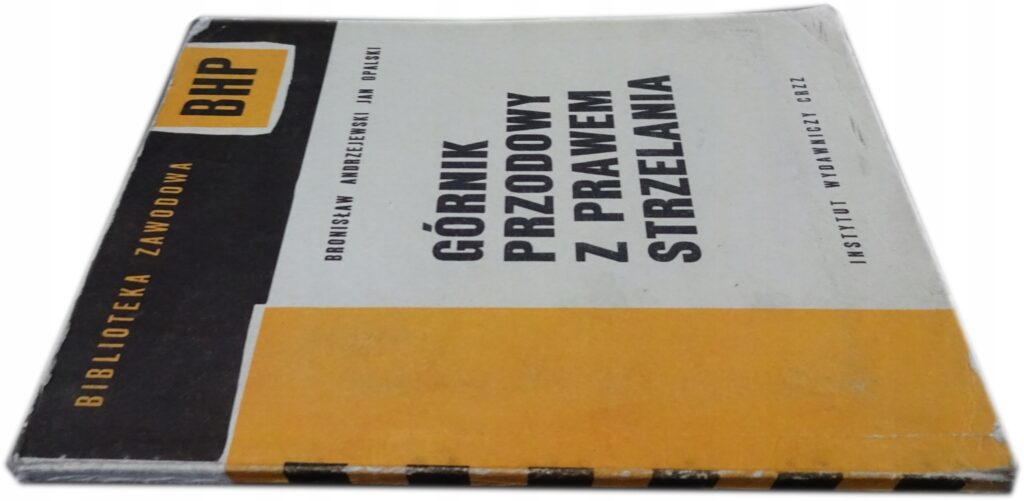 BIBLIOTEKA ZAWODOWA
BHP
BRONISŁAW ANDRZEJEWSKI JAN OPALSKI
GÓRNIK
PRZODOWY
Z PRAWEM
STRZELANIA
INSTYTUT WYDAWNICZY CRZZ